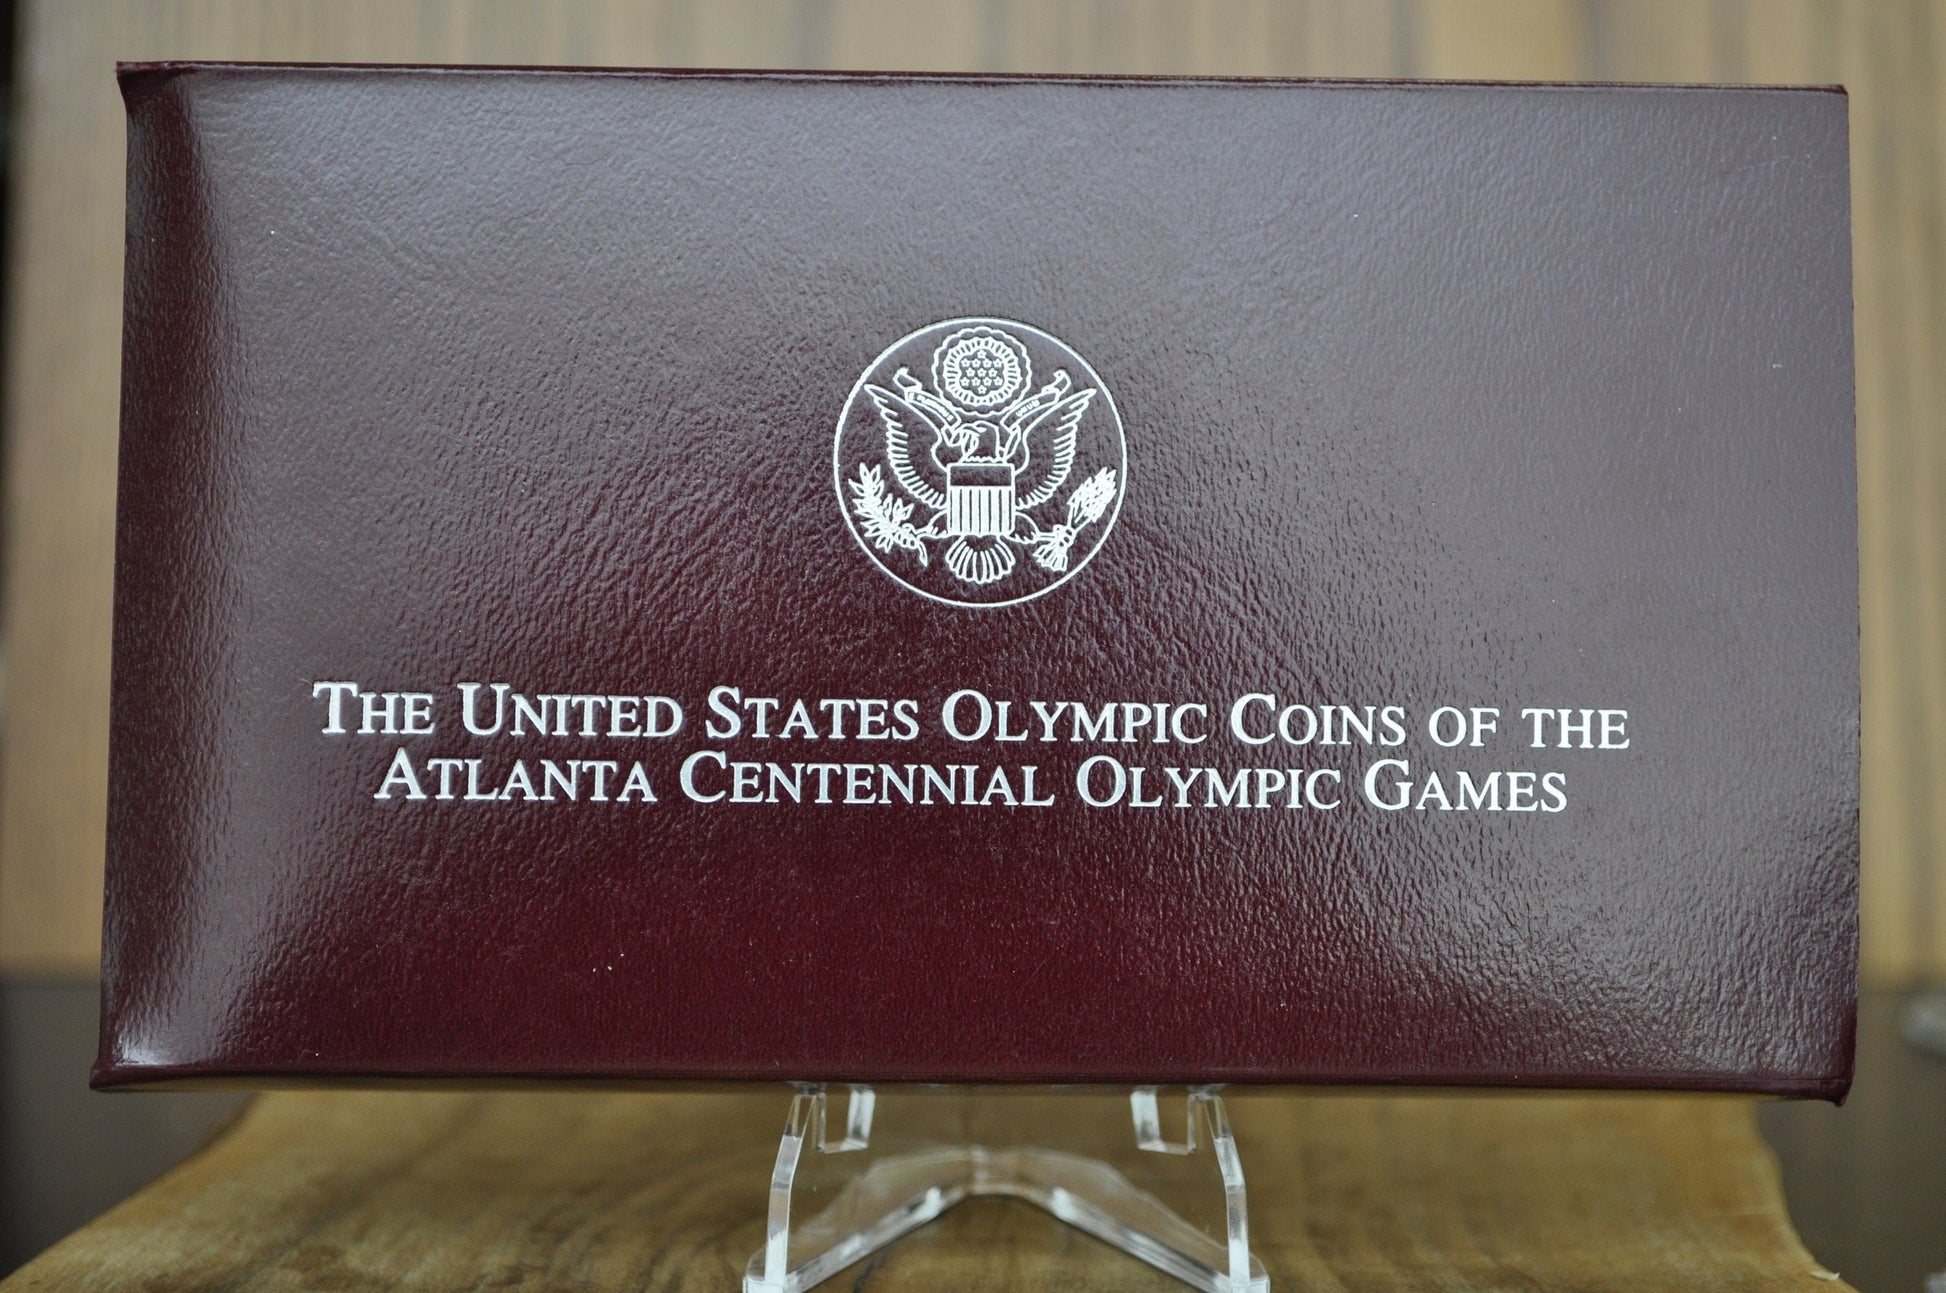 The United States Olympic Coins of the
Atlanta Centennial Olympic Games